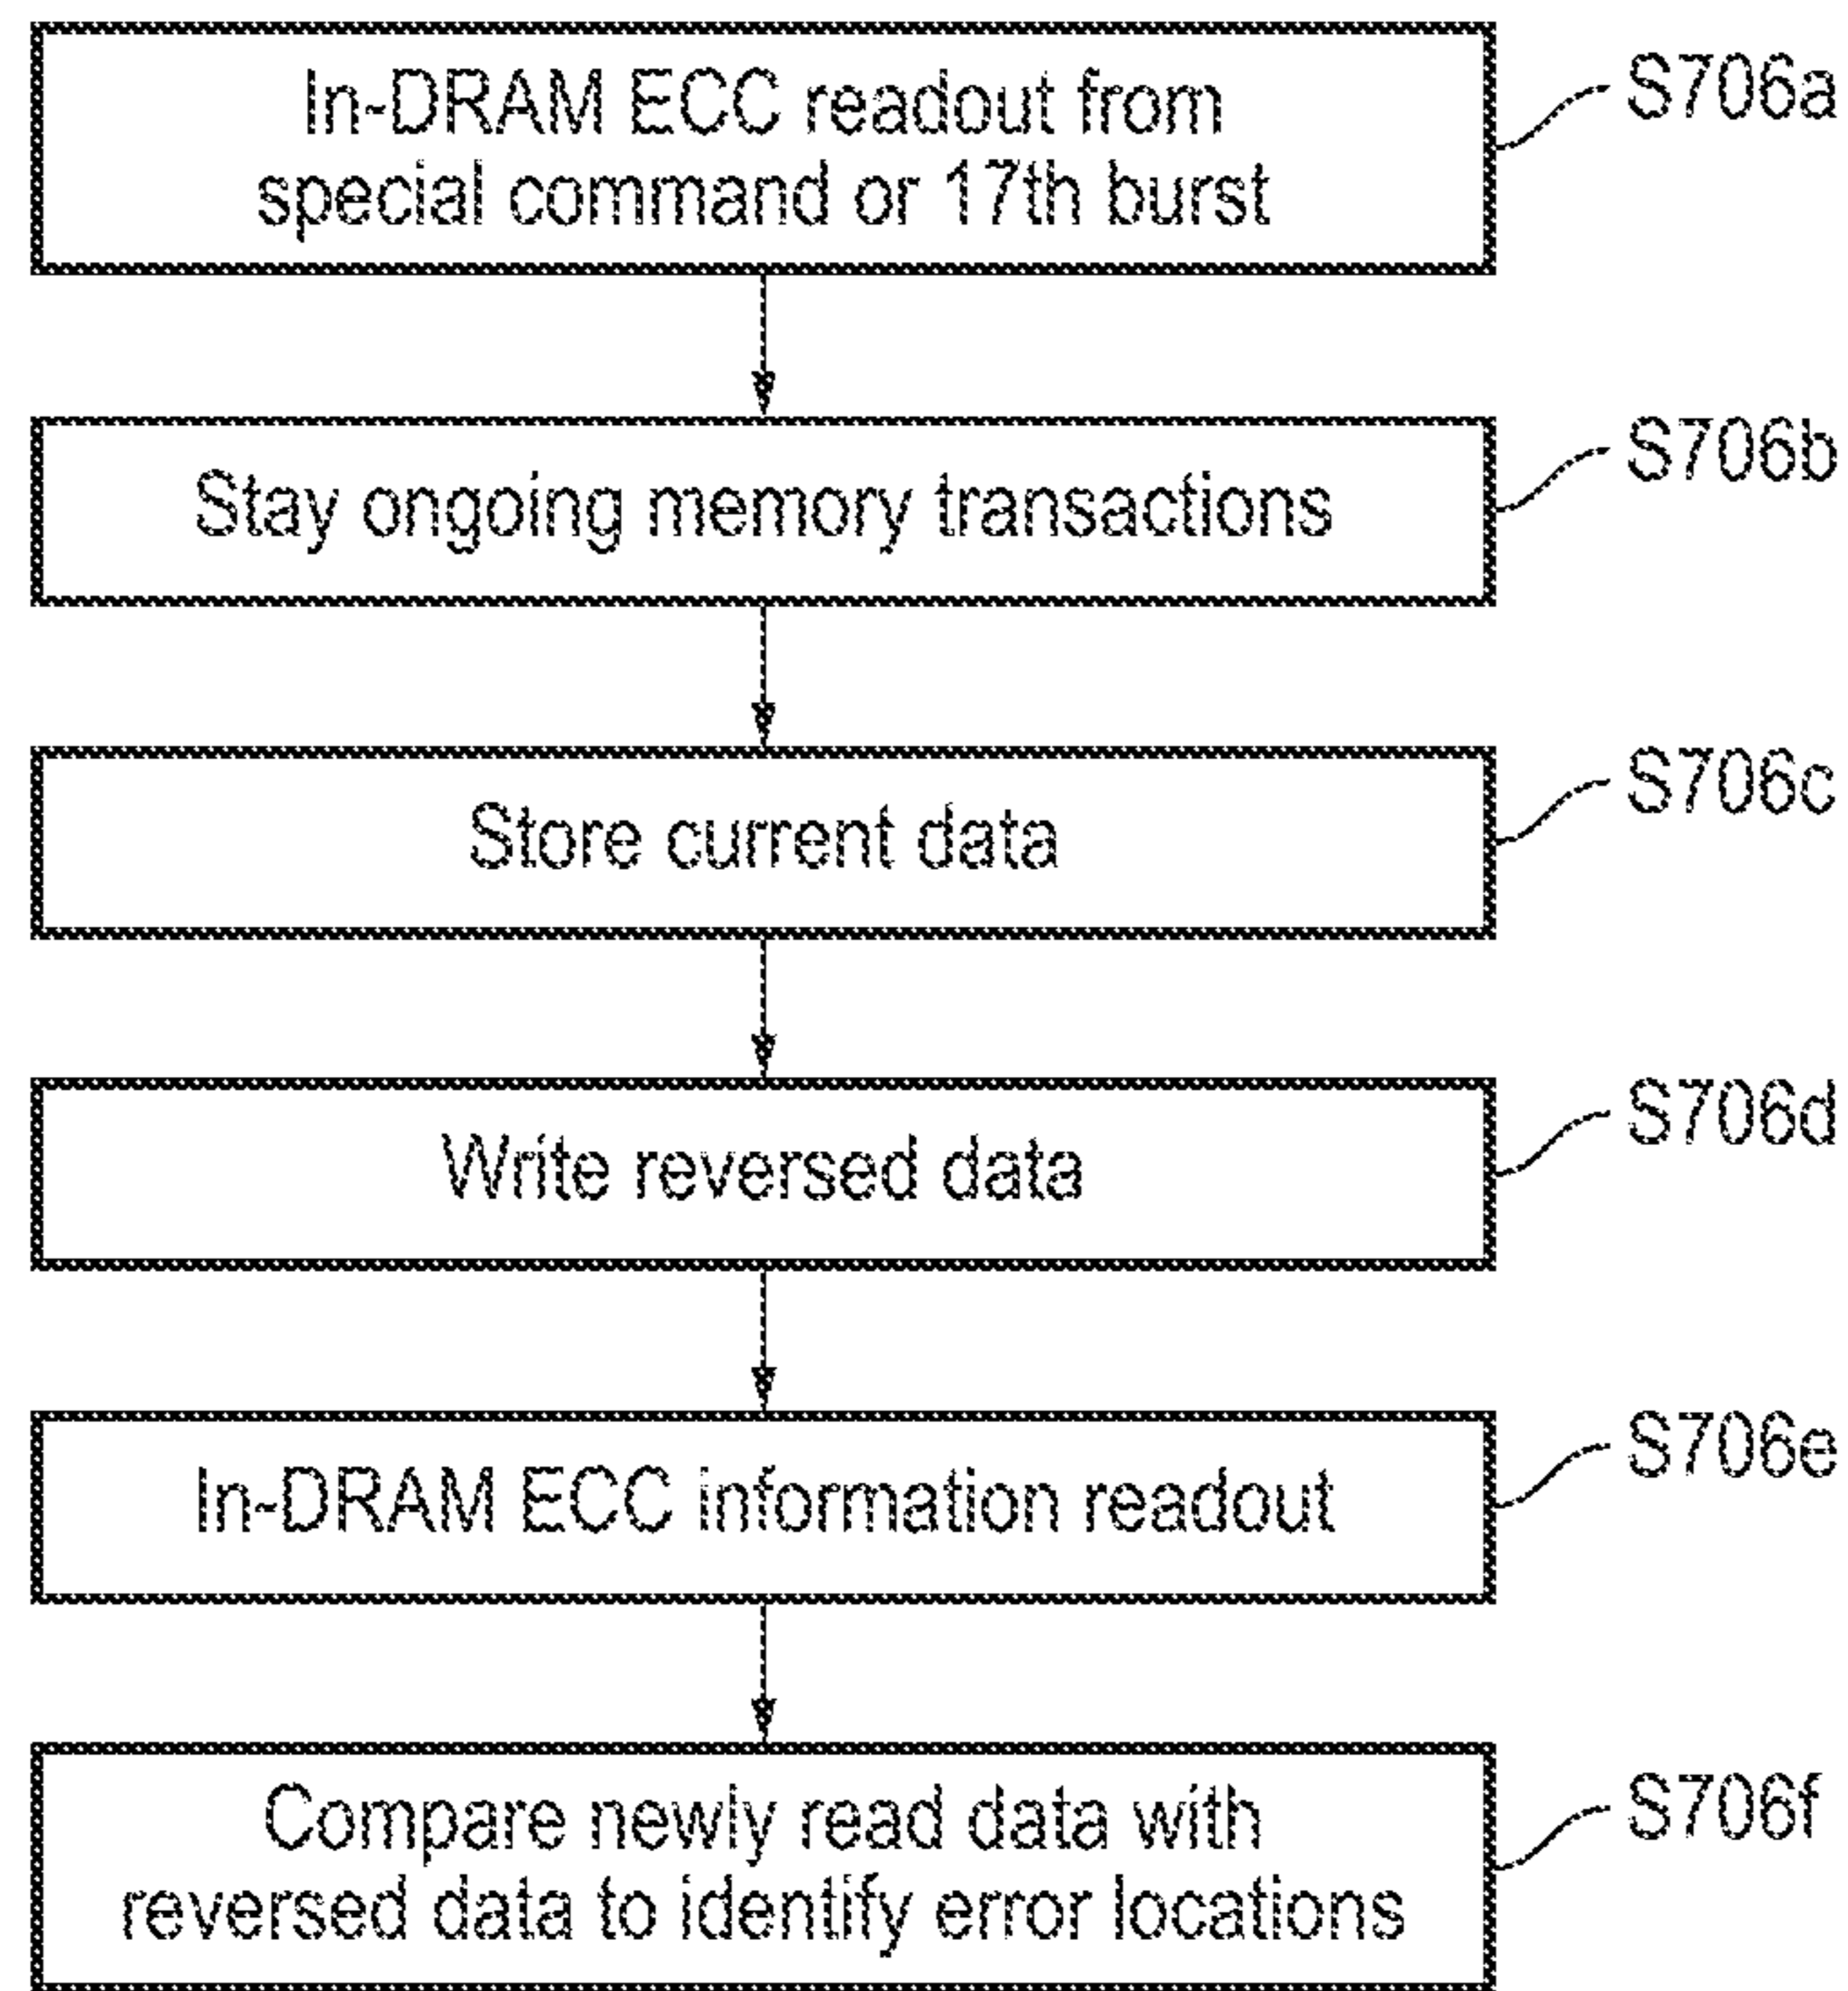 In-DRAM ECC readout from
special command or 17th burst
S706a
Stay ongoing memory transactions
S706b
Store current data
S706c
Write reversed data
S706d
In-DRAM ECC information readout
S706e
Compare newly read data with
reversed data to identify error locations
S706f